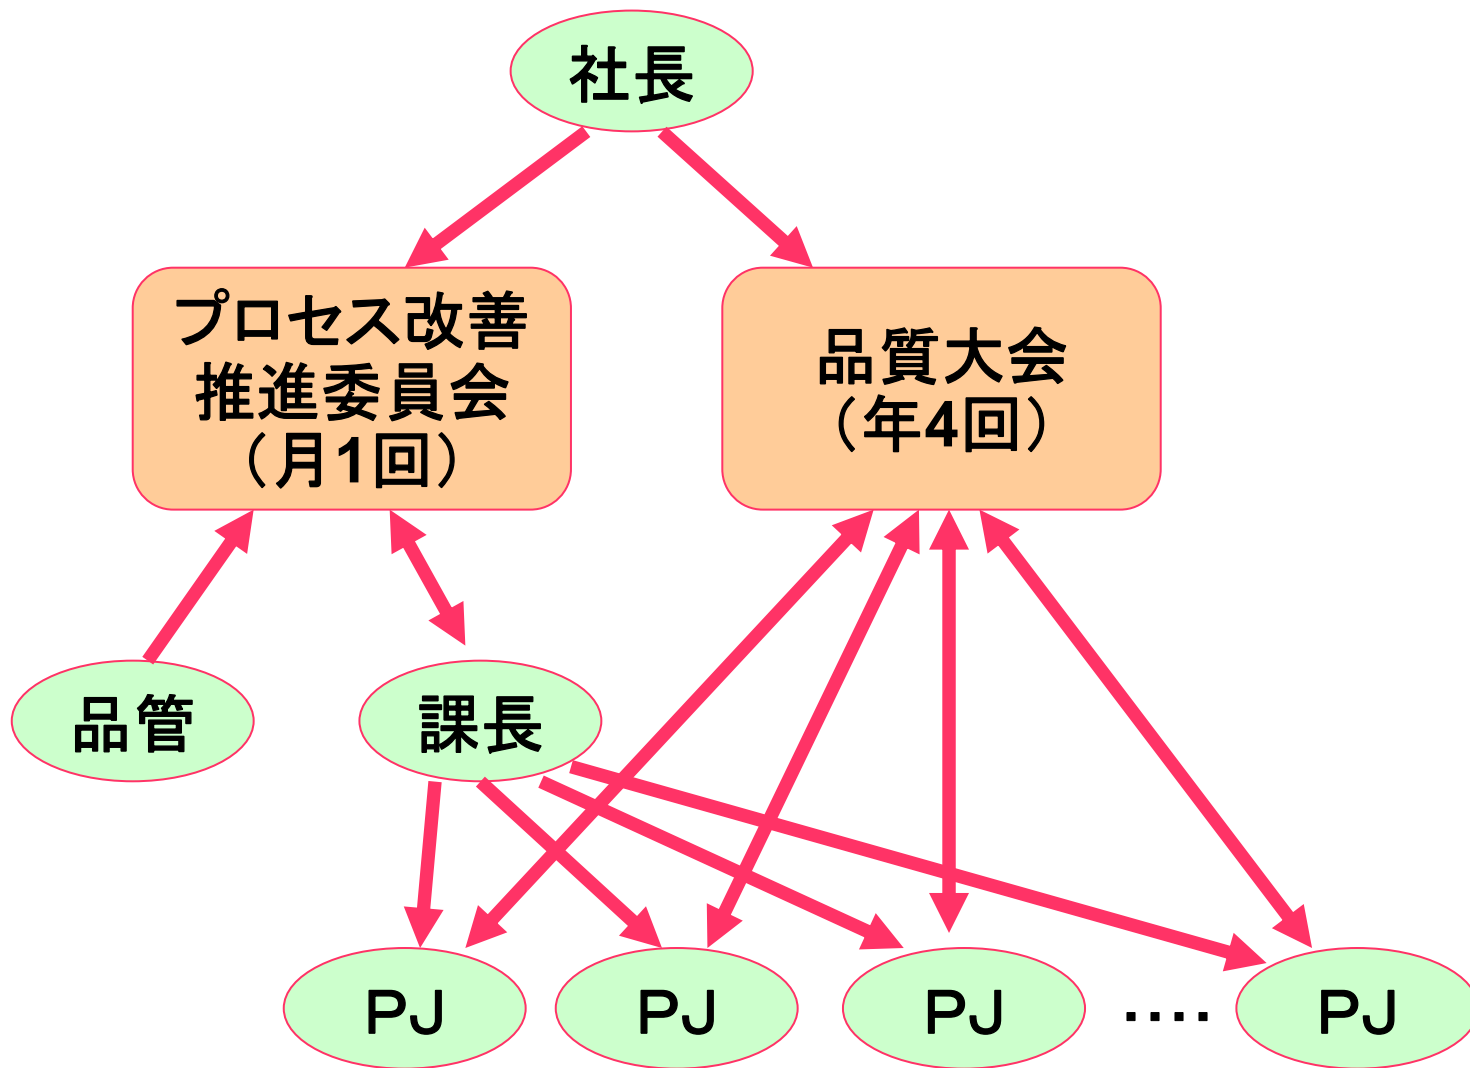 社長
プロセス改善
推進委員会
（月1回）
品質大会
（年4回）
品管
課長
ＰＪ
ＰＪ
ＰＪ
‥‥
ＰＪ